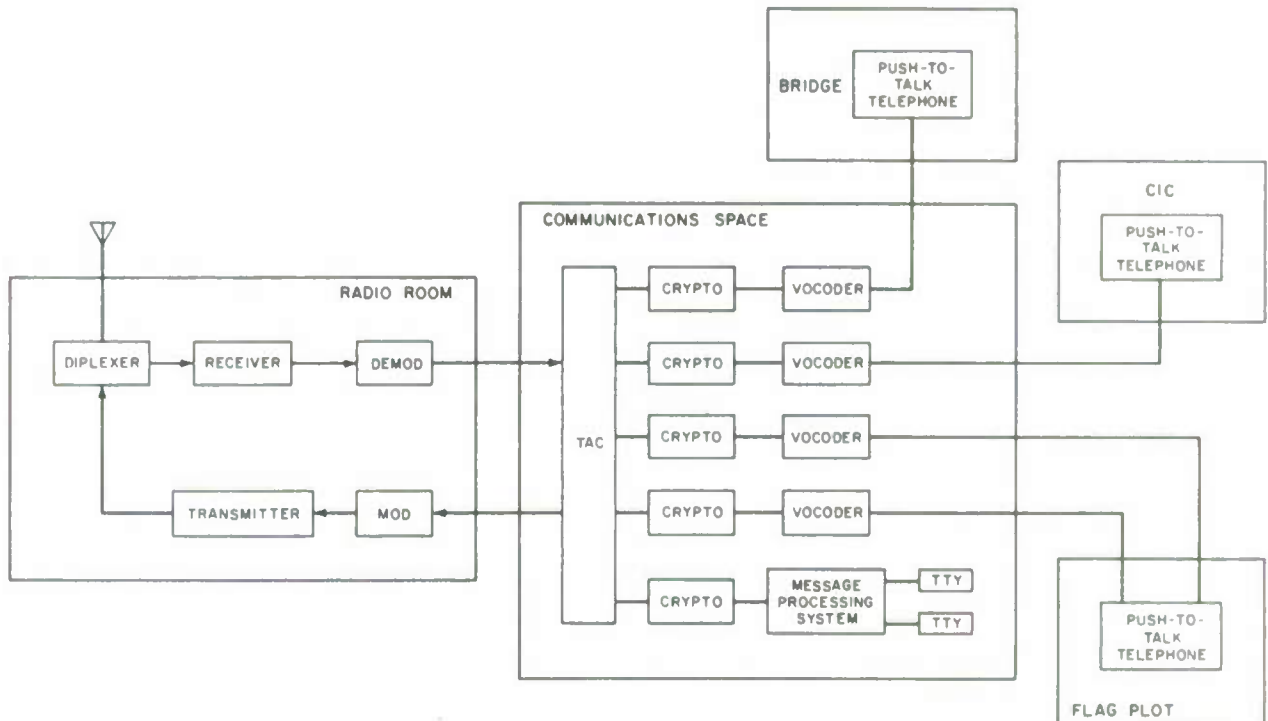 BRIDGE
PUSH-TO-
TALK
TELEPHONE
CIC
PUSH-TO-
TALK
TELEPHONE
COMMUNICATIONS SPACE
RADIO ROOM
DIPLEXER
RECEIVER
DEMOD
TRANSMITTER
MOD
TAC
CRYPTO
VOCODER
CRYPTO
VOCODER
CRYPTO
VOCODER
CRYPTO
VOCODER
CRYPTO
MESSAGE
PROCESSING
SYSTEM
TTY
TTY
PUSH-TO-
TALK
TELEPHONE
FLAG PLOT